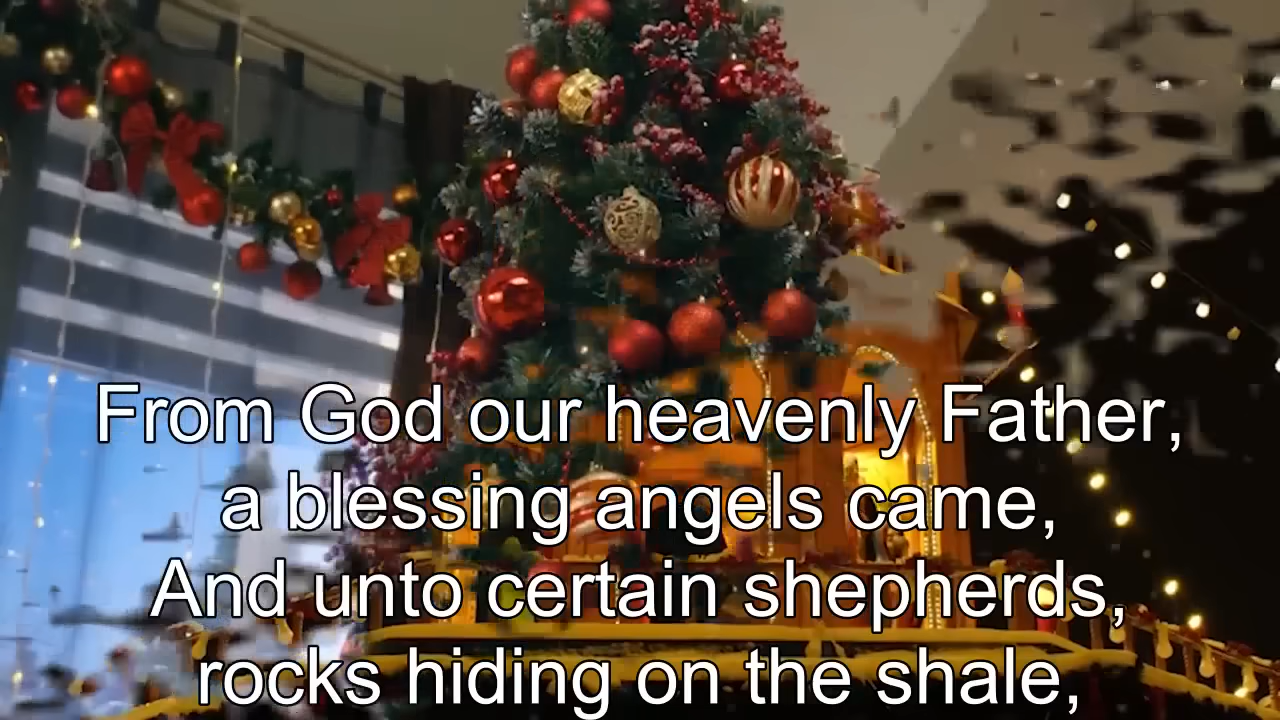 From God our heavenly Father,
a blessing angels came,
And unto certain shepherds,
rocks hiding on the shale,